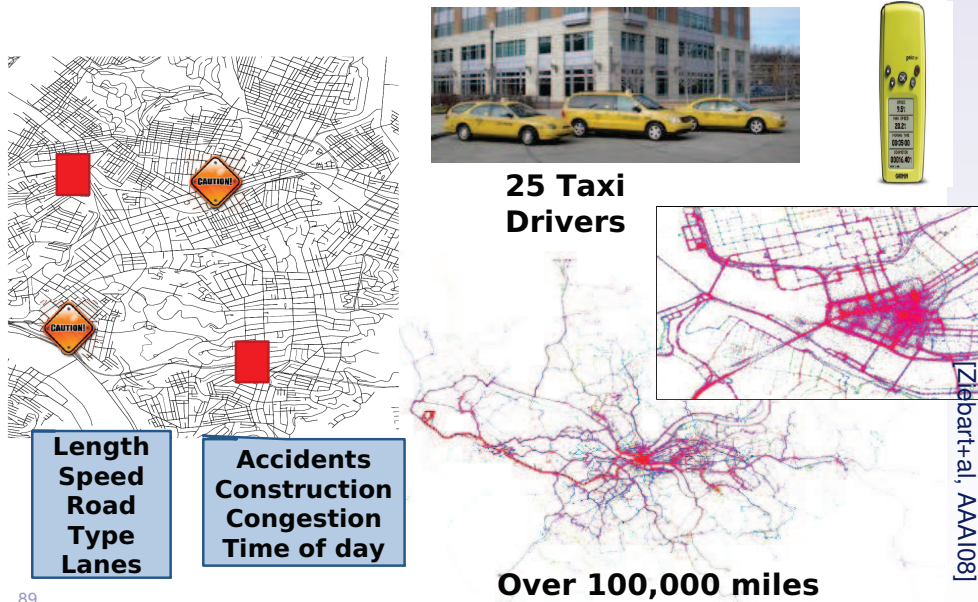 CAUTION!
CAUTION!
Length
Speed
Road
Type
Lanes
Accidents
Construction
Congestion
Time of day
25 Taxi
Drivers
GARMIN
Over 100,000 miles
[Ziebart+al, AAAI08]
89